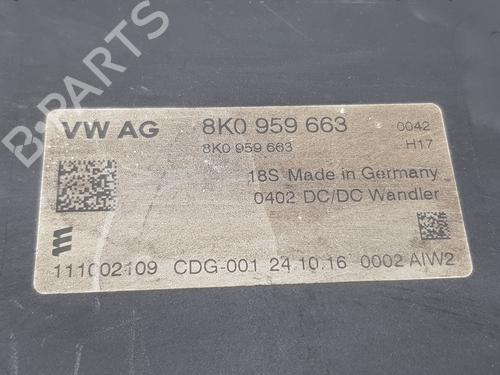 B-PARTS
VW AG 8K0 959 663 0042
8K0 959 663 H17
18S Made in Germany
0402 DC/DC Wandler
111002109 CDG-001 24.10.16 0002 AIW2